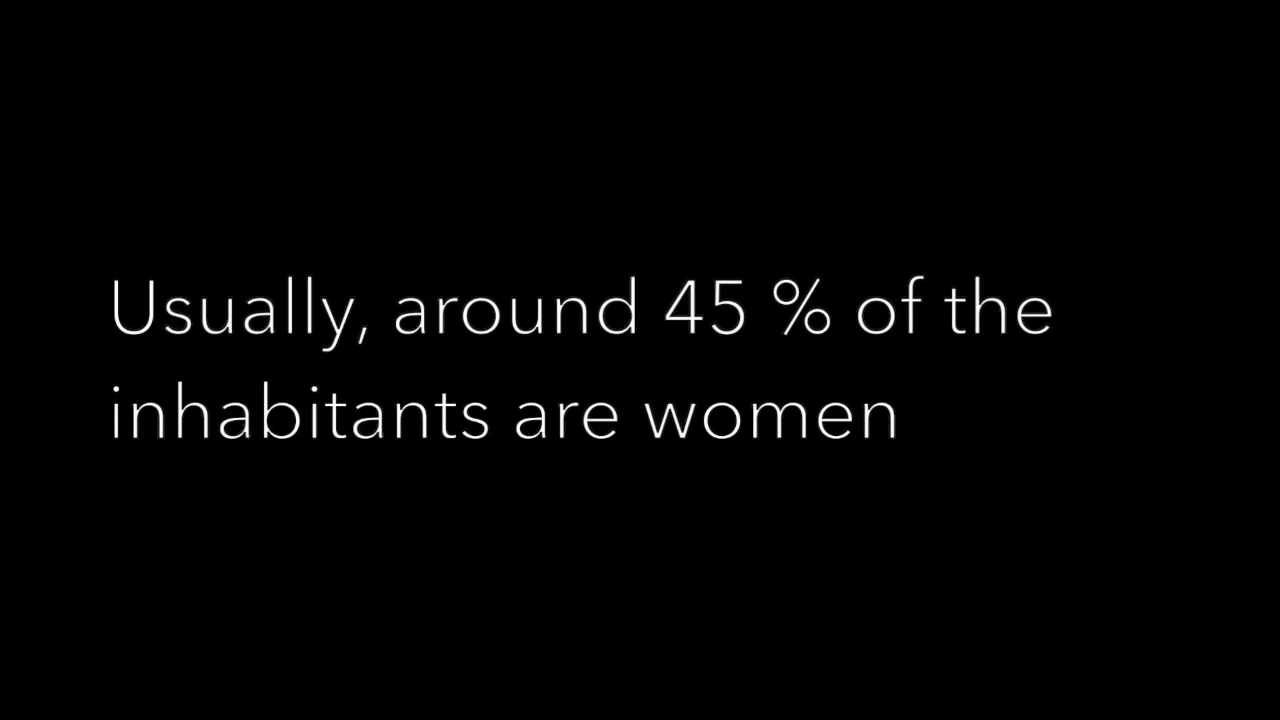 Usually, around 45 % of the
inhabitants are women